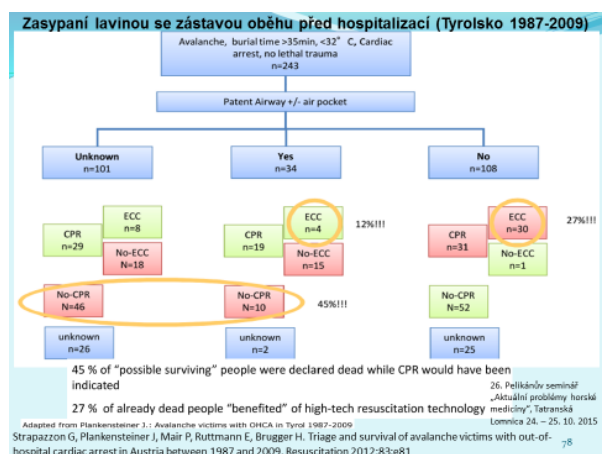 Zasypaní lavinou se zástavou oběhu před hospitalizací (Tyrolsko 1987-2009)
Avalanche, burial time >35min, <32° C, Cardiac
arrest, no lethal trauma
n=243
Patent Airway +/- air pocket
Unknown
n=101
Yes
n=34
No
n=108
ECC
n=8
CPR
n=29
No-ECC
N=18
ECC
n=4
12%!!!
CPR
n=19
No-ECC
n=15
ECC
n=30
27%!!!
CPR
n=31
No-ECC
n=1
No-CPR
N=46
No-CPR
N=10
45%!!!
No-CPR
N=52
unknown
n=26
unknown
n=2
unknown
n=25
45 % of "possible surviving" people were declared dead while CPR would have been
indicated
27 % of already dead people "benefited" of high-tech resuscitation technology
26. Pelikánův seminář
„Aktuální problémy horské
medicíny", Tatranská
Lomnica 24. – 25. 10. 2015
Adapted from Plankensteiner J.: Avalanche victims with OHCA in Tyrol 1987-2009
Strapazzon G, Plankensteiner J, Mair P, Ruttmann E, Brugger H. Triage and survival of avalanche victims with out-of-
hospital cardiac arrest in Austria between 1987 and 2009. Resuscitation 2012;83:e81
78